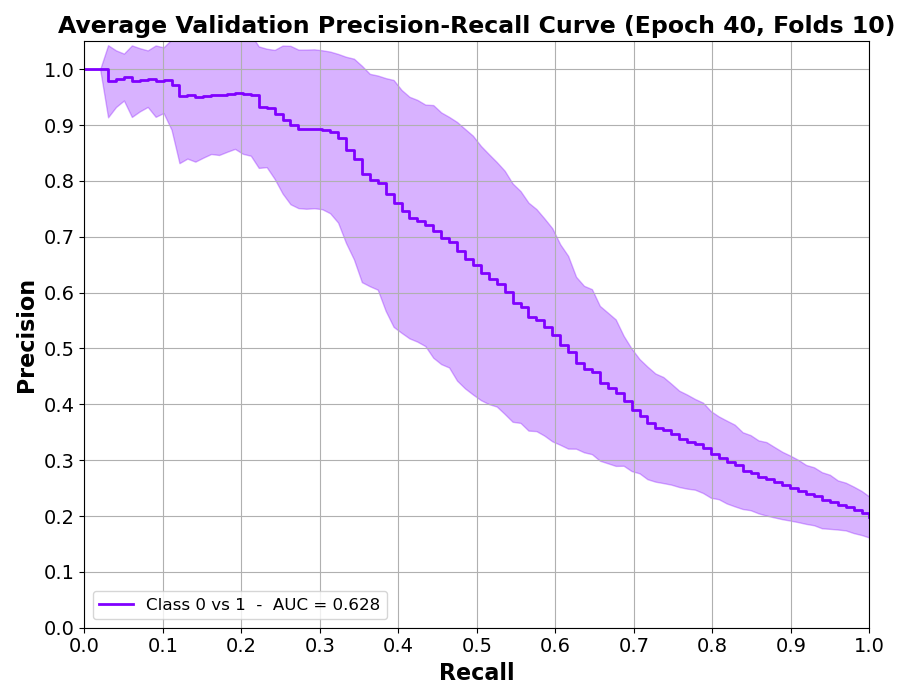 Average Validation Precision-Recall Curve (Epoch 40, Folds 10)
Precision
1.0
0.9
0.8
0.7
0.6
0.5
0.4
0.3
0.2
0.1
0.0
Class 0 vs 1 - AUC = 0.628
0.0 0.1 0.2 0.3 0.4 0.5 0.6 0.7 0.8 0.9 1.0
Recall